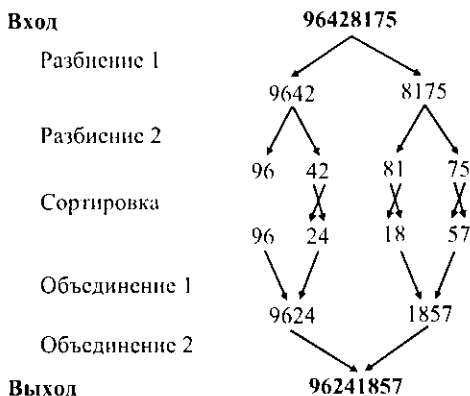 Вход 96428175
Разбиение 1
9642 8175
Разбиение 2
96 42 81 75
Сортировка
96 24 18 57
Объединение 1
9624 1857
Объединение 2
Выход 96241857